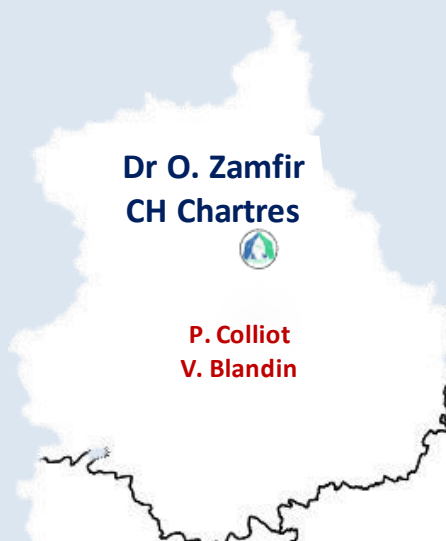 Dr O. Zamfir
CH Chartres
P. Colliot
V. Blandin